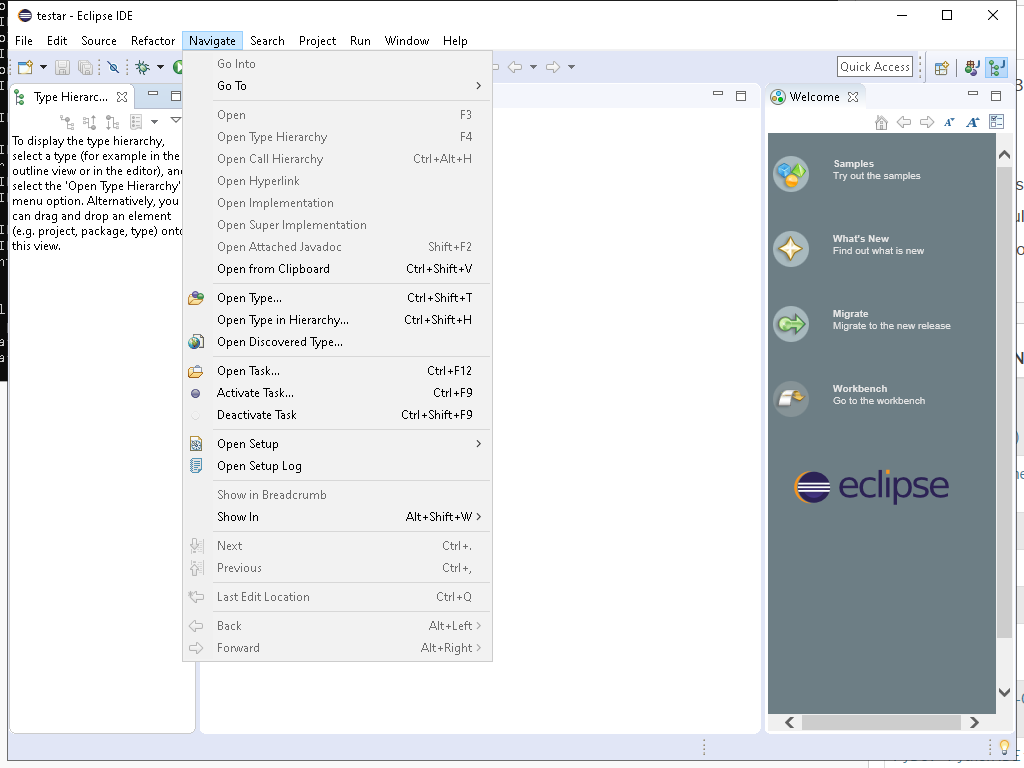 testar - Eclipse IDE
File Edit Source Refactor Navigate Search Project Run Window Help
Quick Access
Type Hierarc...
To display the type hierarchy,
select a type (for example in the
outline view or in the editor), and
select the 'Open Type Hierarchy'
menu option. Alternatively, you
can drag and drop an element
(e.g. project, package, type) onto
this view.
Go Into
Go To
Open F3
Open Type Hierarchy F4
Open Call Hierarchy Ctrl+Alt+H
Open Hyperlink
Open Implementation
Open Super Implementation
Open Attached Javadoc Shift+F2
Open from Clipboard Ctrl+Shift+V
Open Type... Ctrl+Shift+T
Open Type in Hierarchy... Ctrl+Shift+H
Open Discovered Type...
Open Task... Ctrl+F12
Activate Task... Ctrl+F9
Deactivate Task Ctrl+Shift+F9
Open Setup
Open Setup Log
Show in Breadcrumb
Show In Alt+Shift+W
Next Ctrl+.
Previous Ctrl+,
Last Edit Location Ctrl+Q
Back Alt+Left
Forward Alt+Right
Welcome
Samples
Try out the samples
What's New
Find out what is new
Migrate
Migrate to the new release
Workbench
Go to the workbench
eclipse